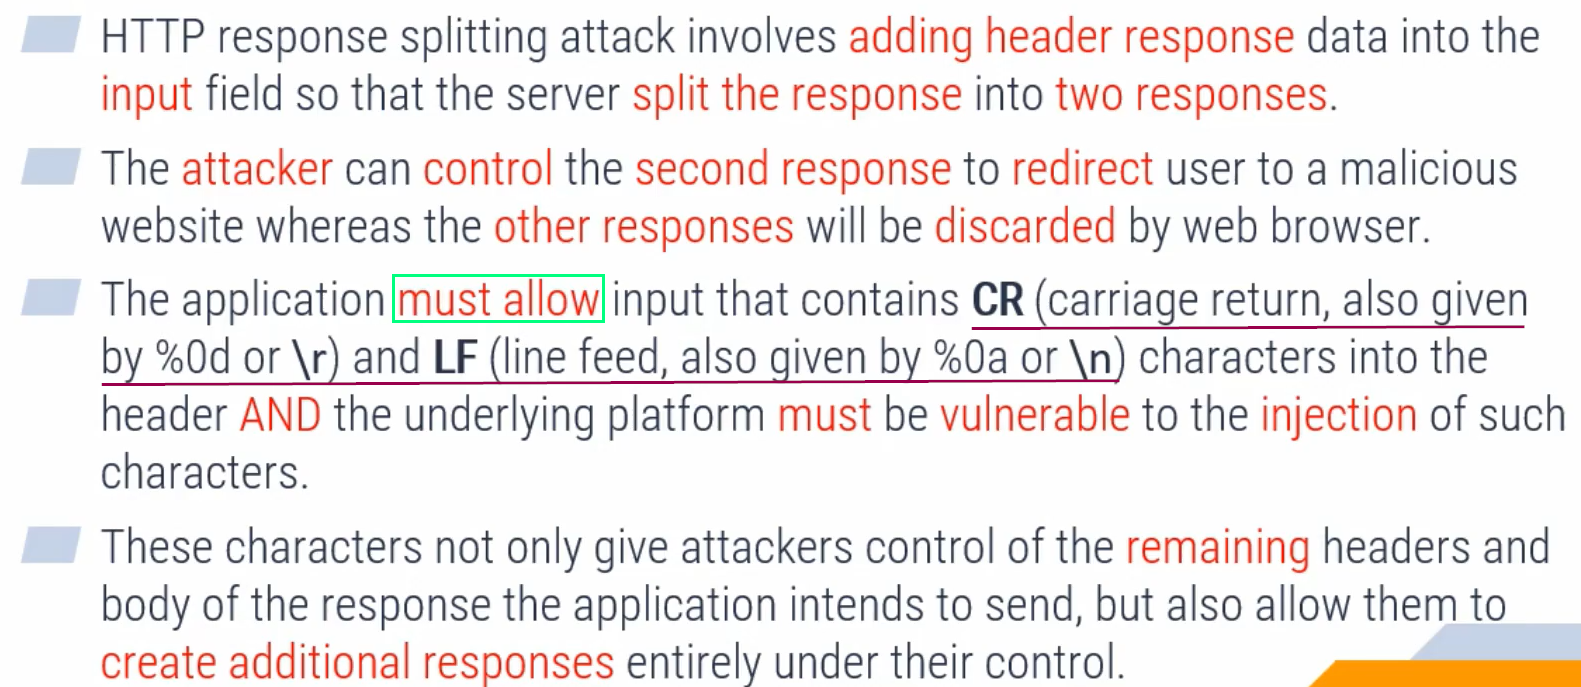 HTTP response splitting attack involves adding header response data into the
input field so that the server split the response into two responses.
The attacker can control the second response to redirect user to a malicious
website whereas the other responses will be discarded by web browser.
The application must allow input that contains CR (carriage return, also given
by %0d or \r) and LF (line feed, also given by %0a or \n) characters into the
header AND the underlying platform must be vulnerable to the injection of such
characters.
These characters not only give attackers control of the remaining headers and
body of the response the application intends to send, but also allow them to
create additional responses entirely under their control.